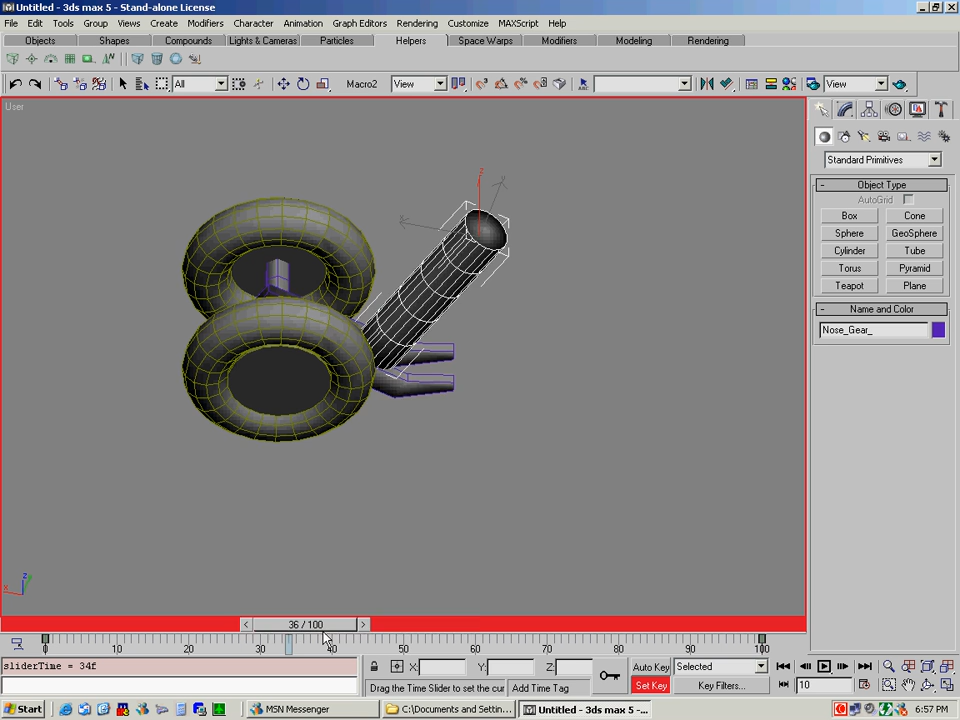 Untitled - 3ds max 5 - Stand-alone License
File Edit Tools Group Views Create Modifiers Character Animation Graph Editors Rendering Customize MAXScript Help
Objects Shapes Compounds Lights & Cameras Particles Helpers Space Warps Modifiers Modeling Rendering
All Macro2 View View
User
Standard Primitives
- Object Type
AutoGrid
Box Cone
Sphere GeoSphere
Cylinder Tube
Torus Pyramid
Teapot Plane
- Name and Color
Nose_Gear_
z
x
z
y
x
< 36 / 100 >
0 10 20 30 40 50 60 70 80 90 100
sliderTime = 34f
X: Y: Z: Auto Key Selected
Drag the Time Slider to set the cur Add Time Tag Set Key Key Filters... 10
Start MSN Messenger C:\Documents and Settin... Untitled - 3ds max 5 -... 6:57 PM